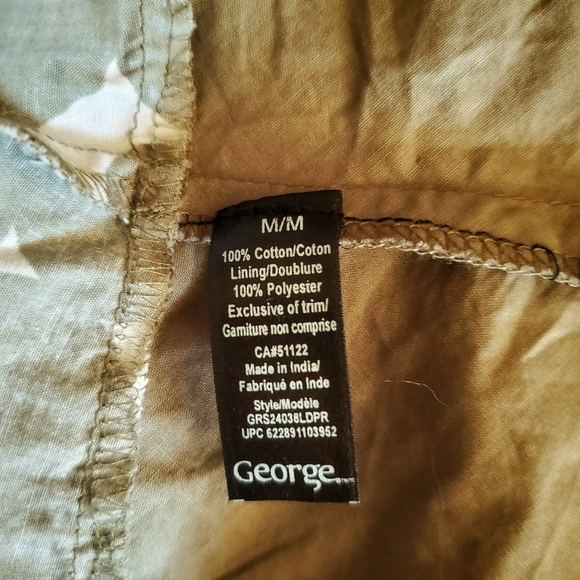 M/M
100% Cotton/Coton
Lining/Doublure
100% Polyester
Exclusive of trim/
Garniture non comprise
CA#51122
Made in India/
Fabriqué en Inde
Style/Modèle
GRS24038LDPR
UPC 622891103952
George